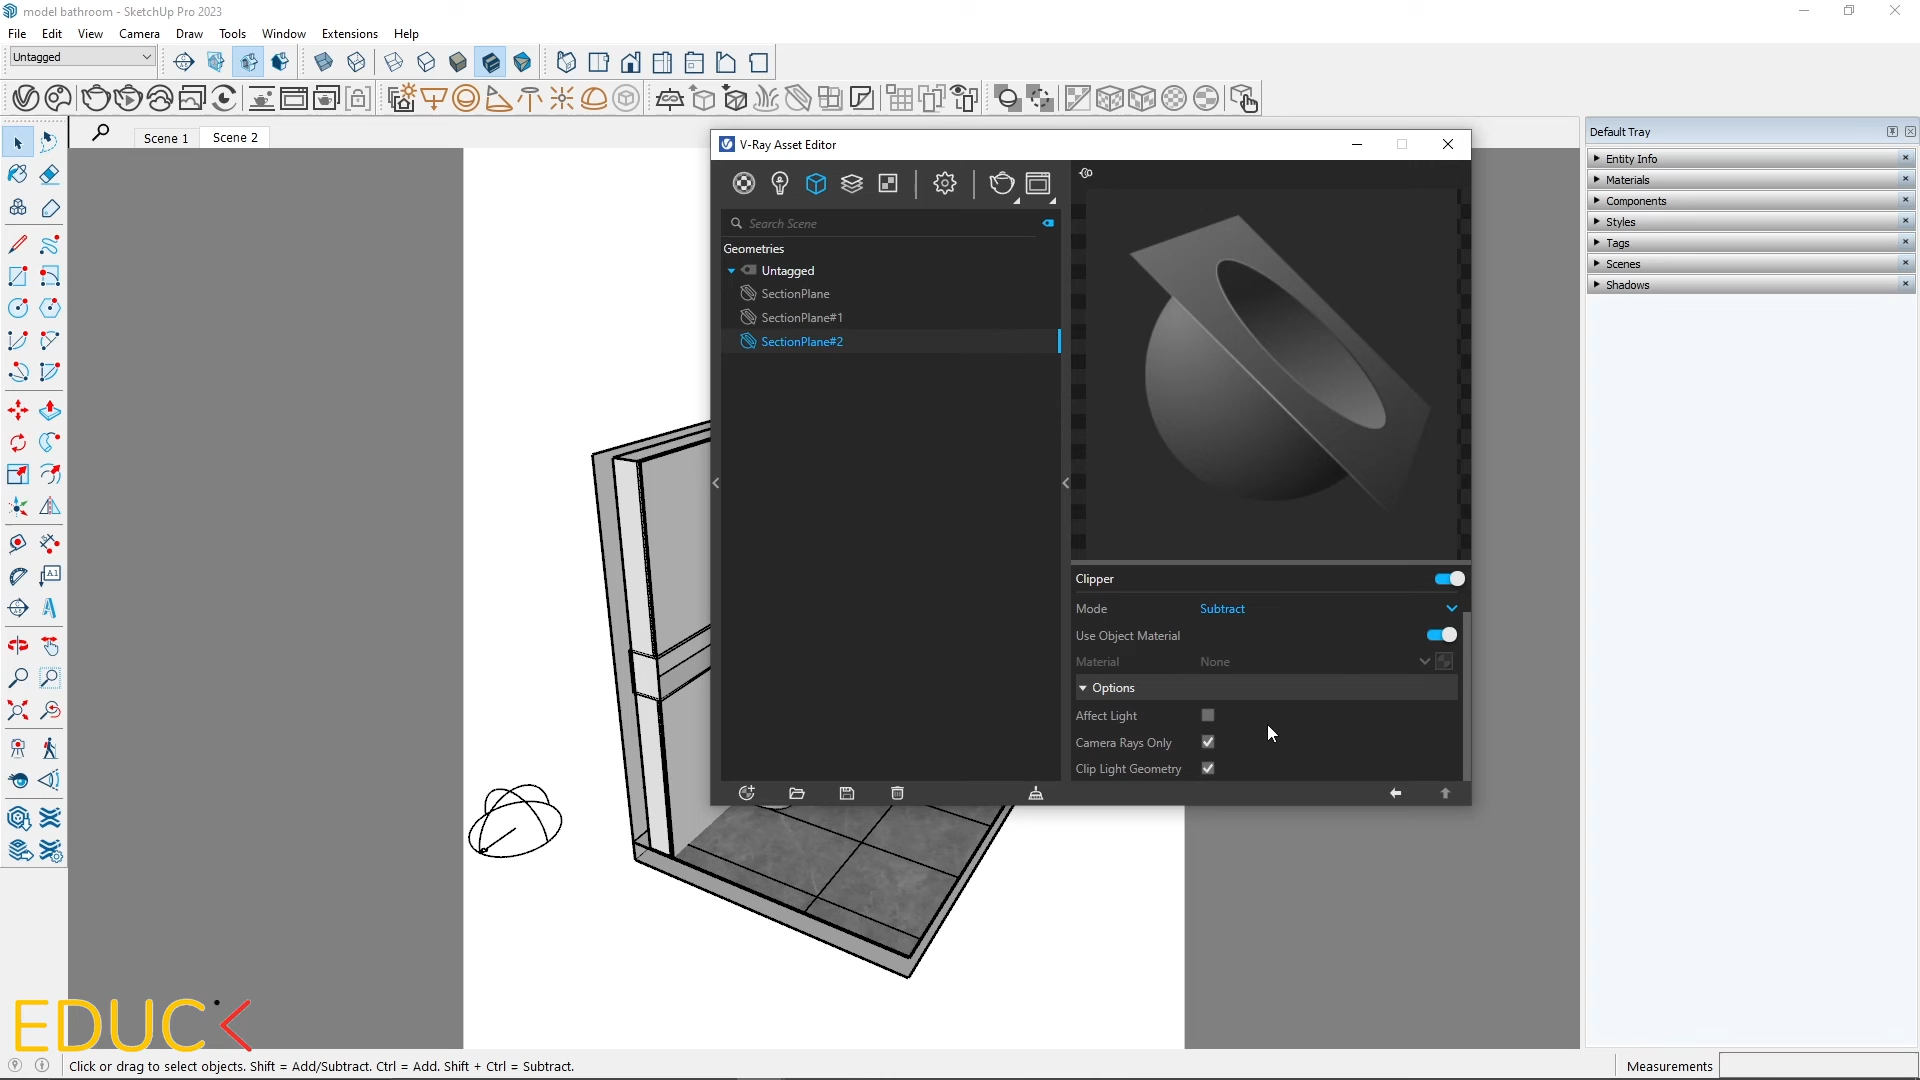 model bathroom - SketchUp Pro 2023
File Edit View Camera Draw Tools Window Extensions Help
Untagged
Scene 1 Scene 2
V-Ray Asset Editor
Search Scene
Geometries
Untagged
SectionPlane
SectionPlane#1
SectionPlane#2
Clipper
Mode Subtract
Use Object Material
Material None
Options
Affect Light
Camera Rays Only
Clip Light Geometry
Default Tray
Entity Info
Materials
Components
Styles
Tags
Scenes
Shadows
EDUC
Click or drag to select objects. Shift = Add/Subtract. Ctrl = Add. Shift + Ctrl = Subtract.
Measurements